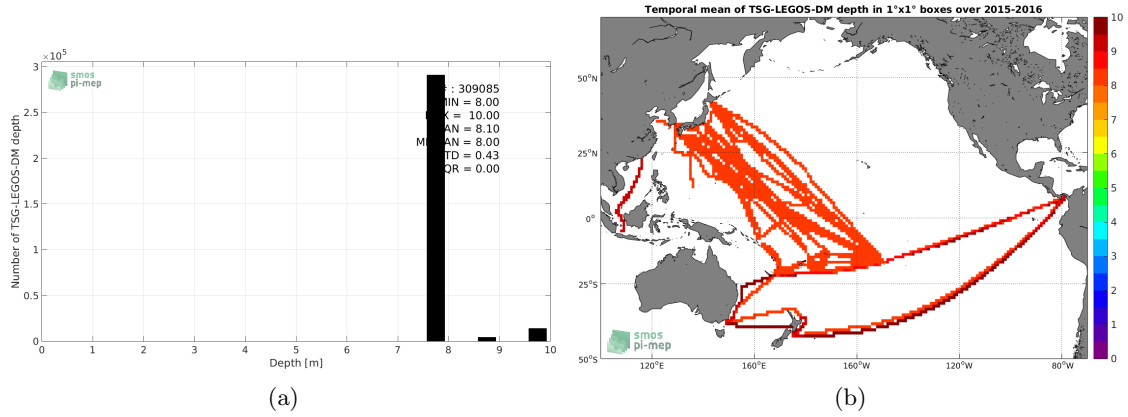 Temporal mean of TSG-LEGOS-DM depth in 1°x1° boxes over 2015-2016
×10⁵
smos
pi-mep
3
2.5
2
1.5
1
0.5
0
Number of TSG-LEGOS-DM depth
: 309085
MIN = 8.00
X = 10.00
AN = 8.10
M AN = 8.00
TD = 0.43
QR = 0.00
0 1 2 3 4 5 6 7 8 9 10
Depth [m]
(a)
50°N
25°N
0°
25°S
50°S
120°E 160°E 160°W 120°W 80°W
smos
pi-mep
10
9
8
7
6
5
4
3
2
1
0
(b)